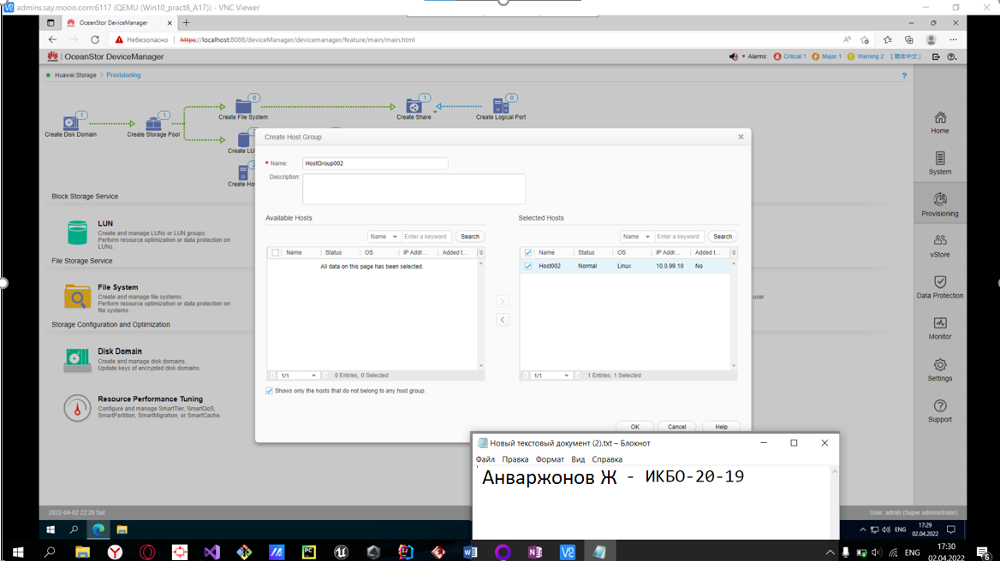 admins.say.mooo.com:6117 (QEMU (Win10_pract8_A17)) - VNC Viewer
OceanStor DeviceManager
Небезопасно
https://localhost:8088/deviceManager/devicemanager/feature/main/main.html
OceanStor DeviceManager
Alarms: Critical 1 Major 1 Warning 2 [简体中文]
Huawei.Storage > Provisioning
?
0
1
0
Create File System
Create Share
Create Logical Port
1
1
Create Disk Domain
Create Storage Pool
Create LU
Create Ho
Block Storage Service
LUN
Create and manage LUNs or LUN groups.
Perform resource optimization or data protection on
LUNs.
File Storage Service
File System
Create and manage file systems.
Perform resource optimization or data protection on
file systems.
user
Storage Configuration and Optimization
Disk Domain
Create and manage disk domains.
Update keys of encrypted disk domains.
Resource Performance Tuning
Configure and manage SmartTier, SmartQoS,
SmartPartition, SmartMigration, or SmartCache.
Create Host Group
* Name: HostGroup002
Description:
Available Hosts
Selected Hosts
Name Enter a keyword Search
Name Enter a keyword Search
Name Status OS IP Addr... Added t...
Name Status OS IP Addr... Added t...
All data on this page has been selected.
Host002 Normal Linux 10.0.99.10 No
1/1 0 Entries, 0 Selected
1/1 1 Entries, 1 Selected
Shows only the hosts that do not belong to any host group.
OK Cancel Help
Home
System
Provisioning
vStore
Data Protection
Monitor
Settings
Support
Новый текстовый документ (2).txt – Блокнот
Файл Правка Формат Вид Справка
Анваржонов Ж - ИКБО-20-19
2022-04-02 22:28 Sat
User: admin (Super administrator)
ENG
17:29
02.04.2022
ENG
17:30
02.04.2022
6